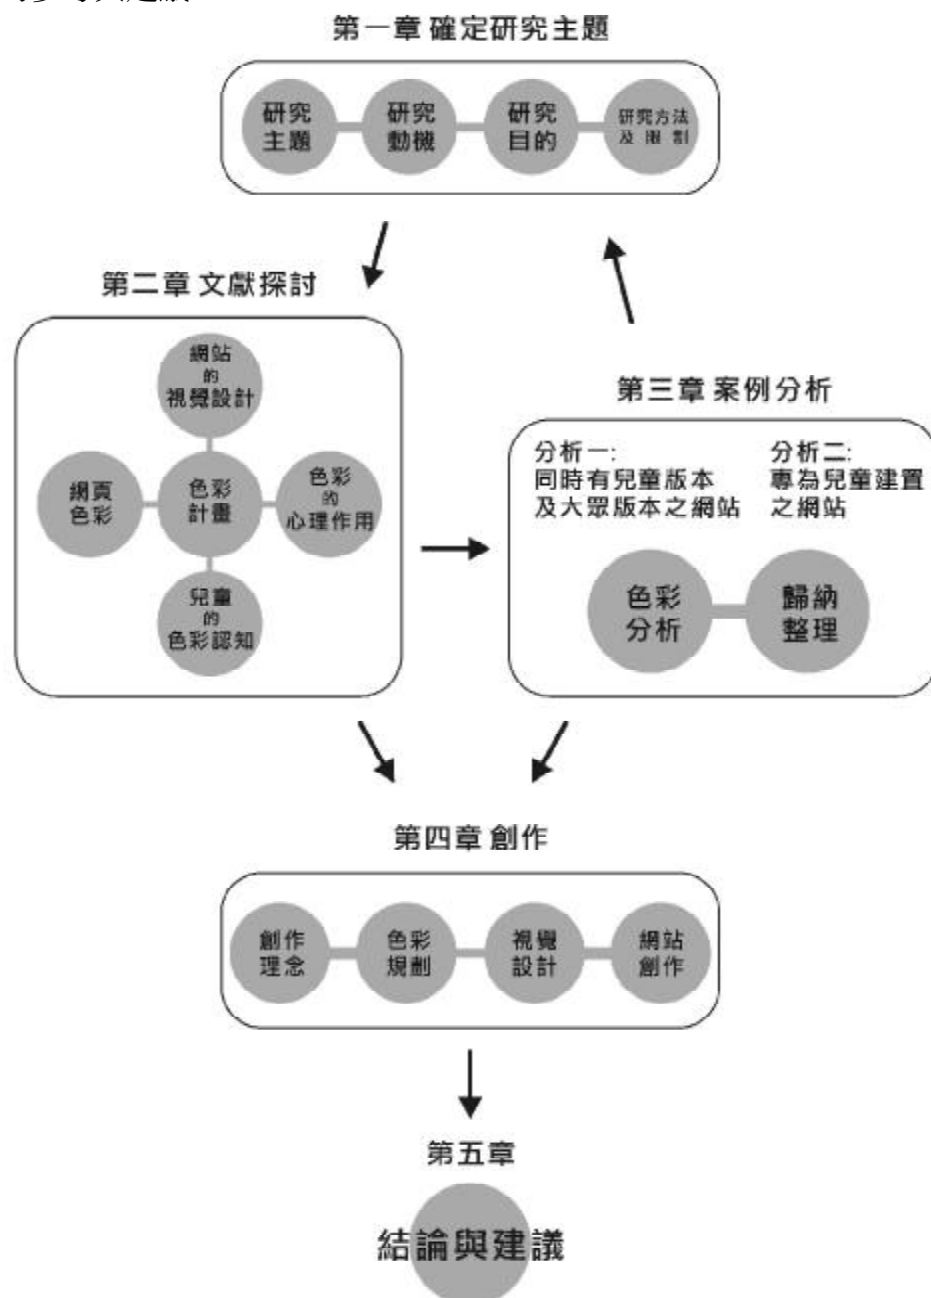 第一章 確定研究主題
研究
主題
研究
動機
研究
目的
研究方法
及限制
第二章 文獻探討
網站
的
視覺設計
網頁
色彩
色彩
計畫
色彩
的
心理作用
兒童
的
色彩認知
第三章 案例分析
分析一:
同時有兒童版本
及大眾版本之網站
分析二:
專為兒童建置
之網站
色彩
分析
歸納
整理
第四章 創作
創作
理念
色彩
規劃
視覺
設計
網站
創作
第五章
結論與建議